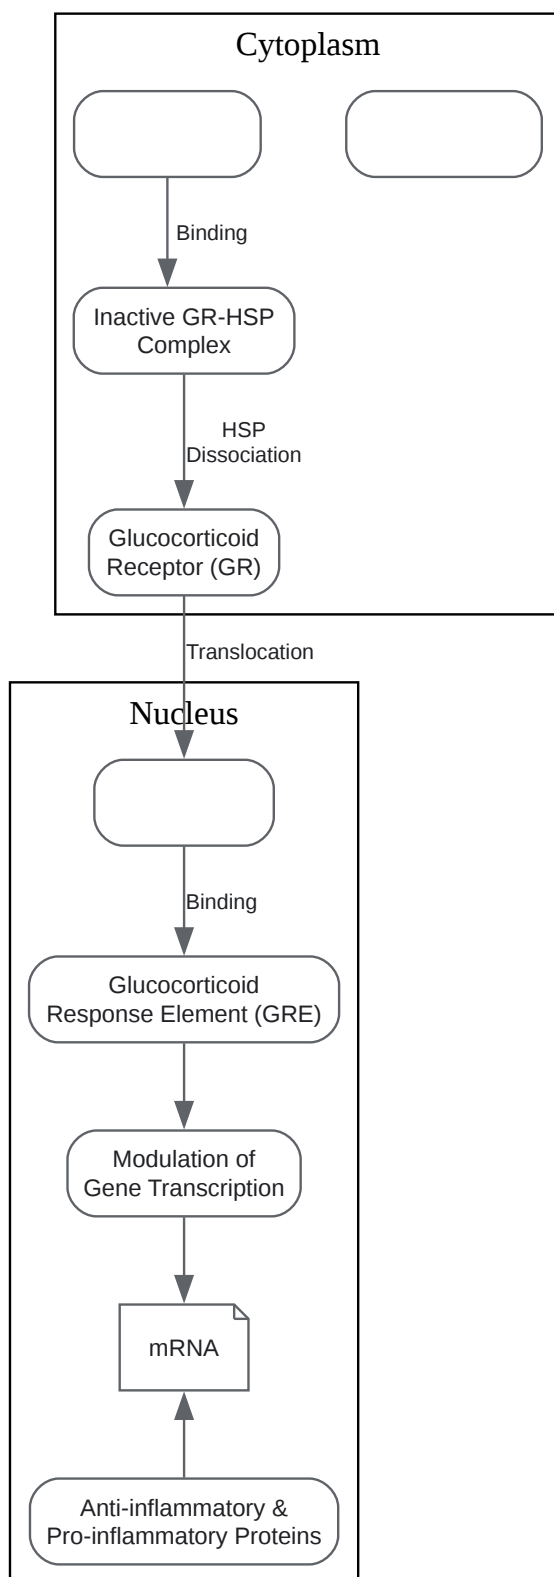 Cytoplasm
Binding
Inactive GR-HSP
Complex
HSP
Dissociation
Glucocorticoid
Receptor (GR)
Translocation
Nucleus
Binding
Glucocorticoid
Response Element (GRE)
Modulation of
Gene Transcription
mRNA
Anti-inflammatory &
Pro-inflammatory Proteins